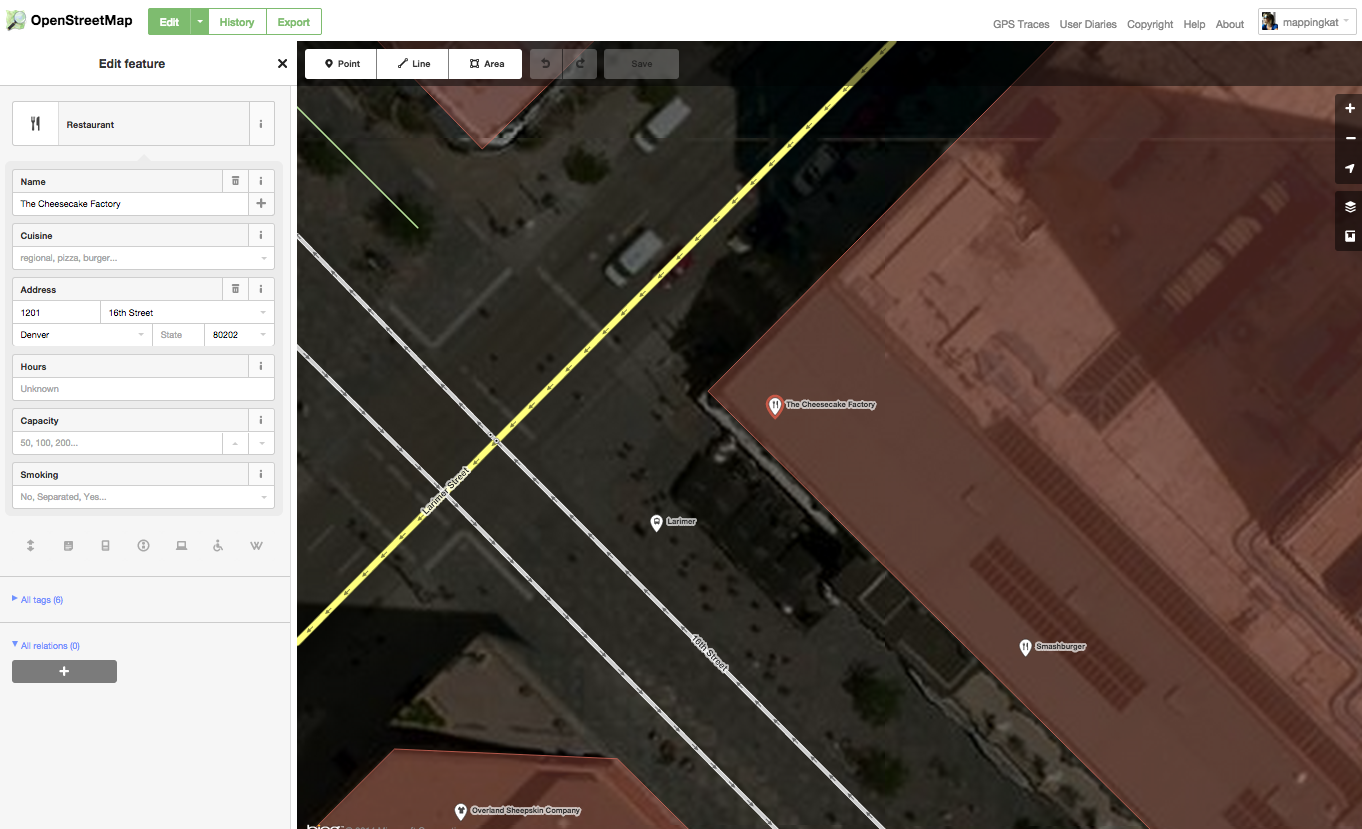 OpenStreetMap
Edit
History
Export
GPS Traces
User Diaries
Copyright
Help
About
mappingkat
Edit feature
Point
Line
Area
Save
Restaurant
Name
The Cheesecake Factory
Cuisine
regional, pizza, burger...
Address
1201
16th Street
Denver
State
80202
Hours
Unknown
Capacity
50, 100, 200...
Smoking
No, Separated, Yes...
W
All tags (6)
All relations (0)
The Cheesecake Factory
Larimer Street
Larimer
16th Street
Smashburger
Overland Sheepskin Company
bing